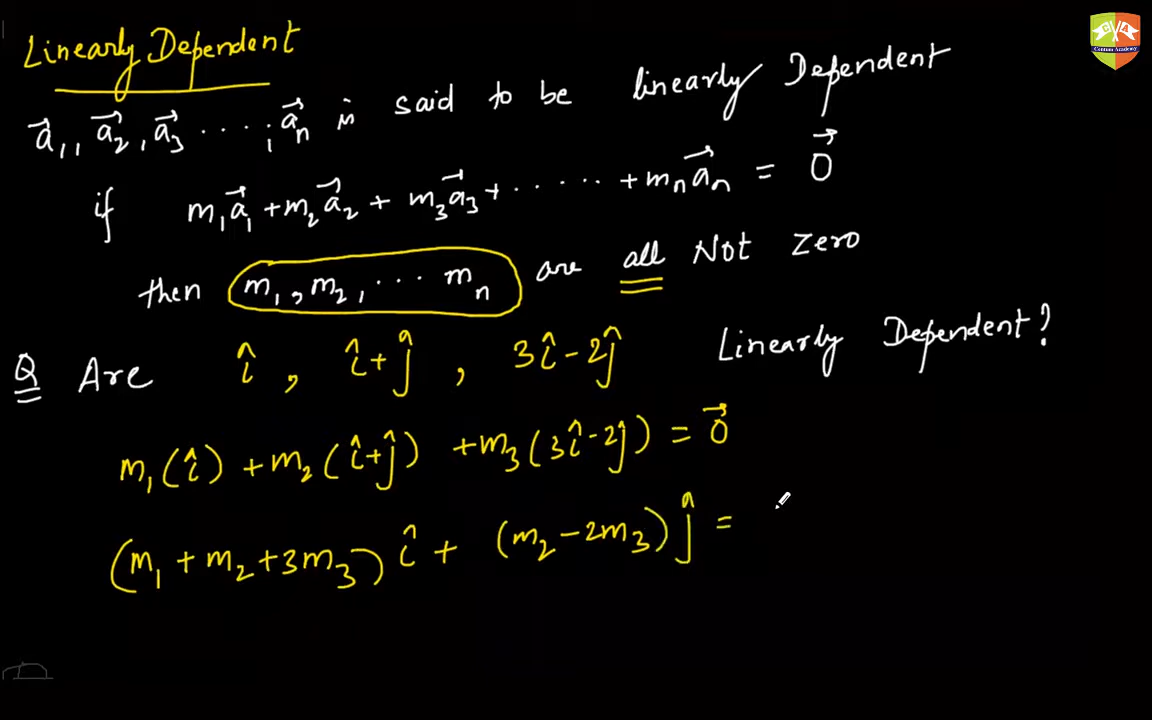 Linearly Dependent
Centum Academy
a⃗₁, a⃗₂, a⃗₃ ....., a⃗ₙ is said to be linearly Dependent
if m₁a⃗₁ + m₂a⃗₂ + m₃a⃗₃ + ...... + mₙa⃗ₙ = 0⃗
then m₁, m₂, ... mₙ are all Not Zero
Q Are î, î+ĵ, 3î-2ĵ Linearly Dependent?
m₁(î) + m₂(î+ĵ) + m₃(3î-2ĵ) = 0⃗
(m₁ + m₂ + 3m₃) î + (m₂ - 2m₃) ĵ =